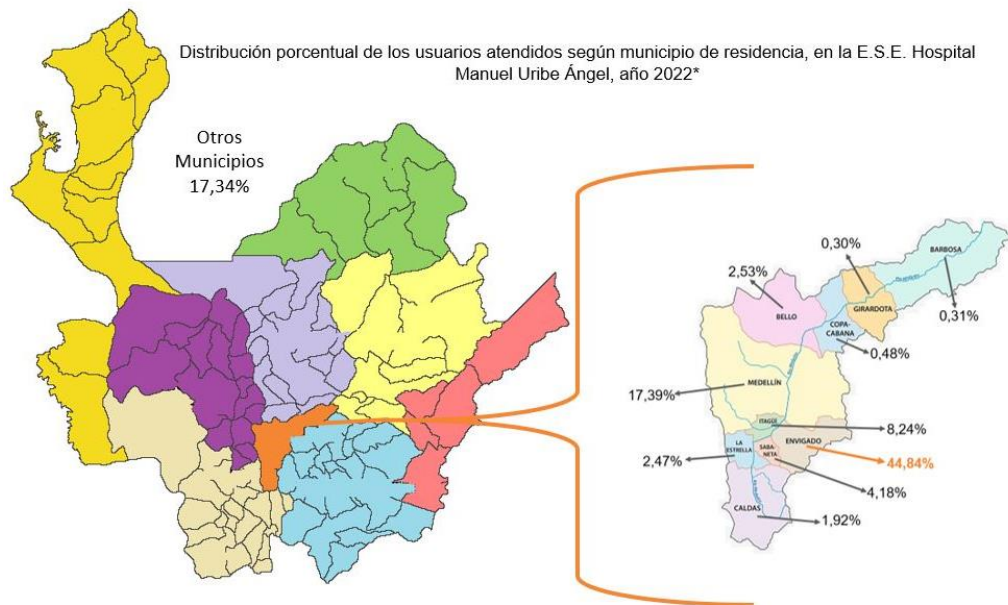 Distribución porcentual de los usuarios atendidos según municipio de residencia, en la E.S.E. Hospital
Manuel Uribe Ángel, año 2022*
Otros
Municipios
17,34%
0,30%
BARBOSA
2,53%
GIRARDOTA
0,31%
BELLO
COPA-
CABANA
0,48%
MEDELLÍN
17,39%
ITAGÜÍ
8,24%
LA
ESTRELLA
SABA-
NETA
ENVIGADO
2,47%
44,84%
4,18%
CALDAS
1,92%